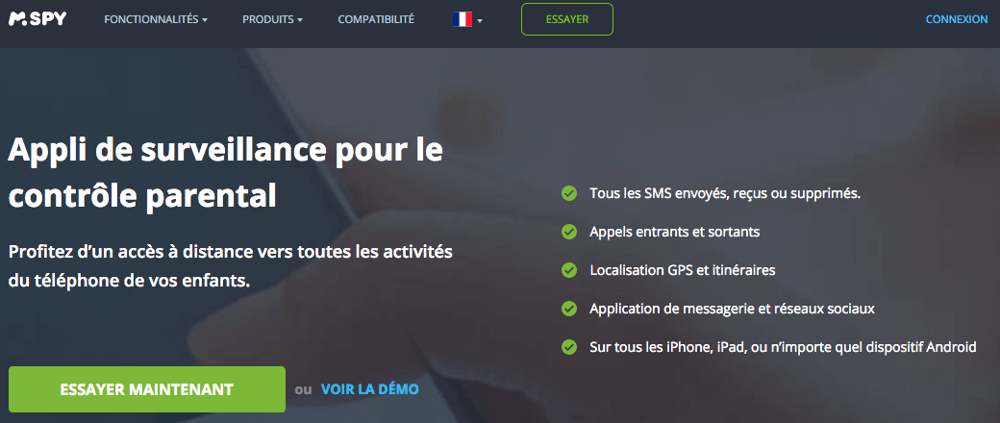 mSPY FONCTIONNALITÉS PRODUITS COMPATIBILITÉ ESSAYER CONNEXION
Appli de surveillance pour le
contrôle parental
Profitez d’un accès à distance vers toutes les activités
du téléphone de vos enfants.
Tous les SMS envoyés, reçus ou supprimés.
Appels entrants et sortants
Localisation GPS et itinéraires
Application de messagerie et réseaux sociaux
Sur tous les iPhone, iPad, ou n’importe quel dispositif Android
ESSAYER MAINTENANT ou VOIR LA DÉMO